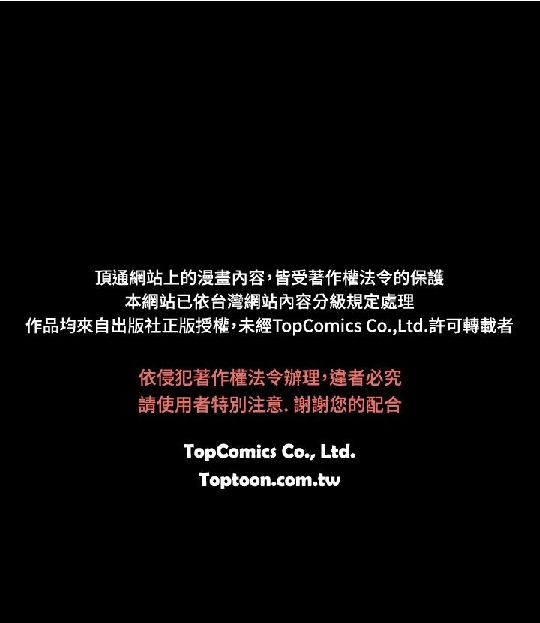 頂通網站上的漫畫內容,皆受著作權法令的保護
本網站已依台灣網站內容分級規定處理
作品均來自出版社正版授權,未經TopComics Co.,Ltd.許可轉載者
依侵犯著作權法令辦理,違者必究
請使用者特別注意. 謝謝您的配合
TopComics Co., Ltd.
Toptoon.com.tw